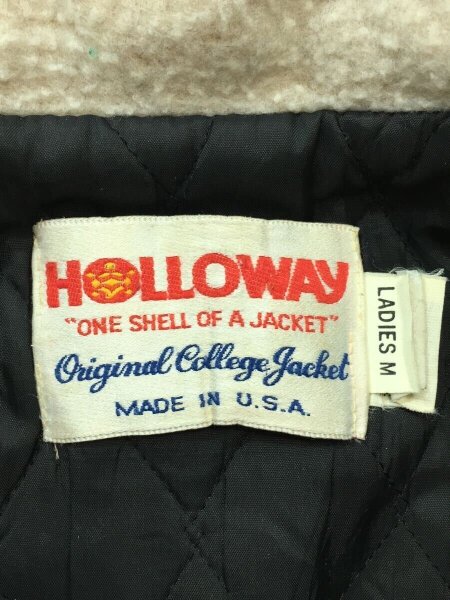 HOLLOWAY
"ONE SHELL OF A JACKET"
Original College Jacket
MADE IN U.S.A.
LADIES M